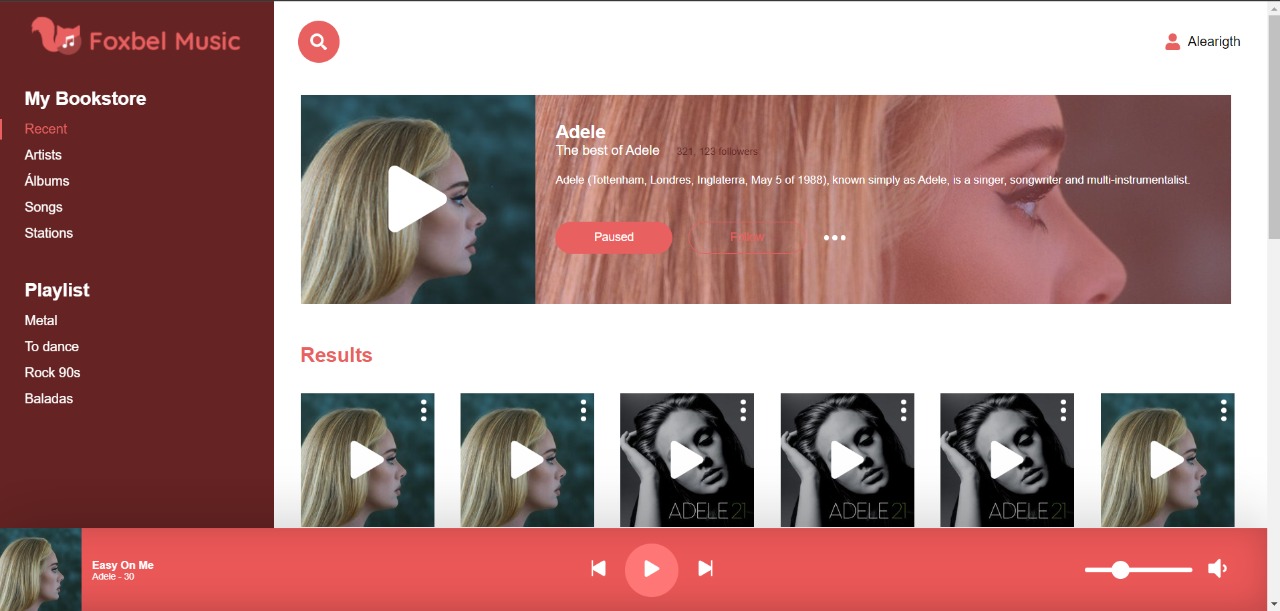 Foxbel Music
Alearigth
My Bookstore
Recent
Artists
Álbums
Songs
Stations
Playlist
Metal
To dance
Rock 90s
Baladas
Adele
The best of Adele 321, 123 followers
Adele (Tottenham, Londres, Inglaterra, May 5 of 1988), known simply as Adele, is a singer, songwriter and multi-instrumentalist.
Paused Follow
Results
ADELE 21
ADELE 21
ADELE 21
Easy On Me
Adele - 30